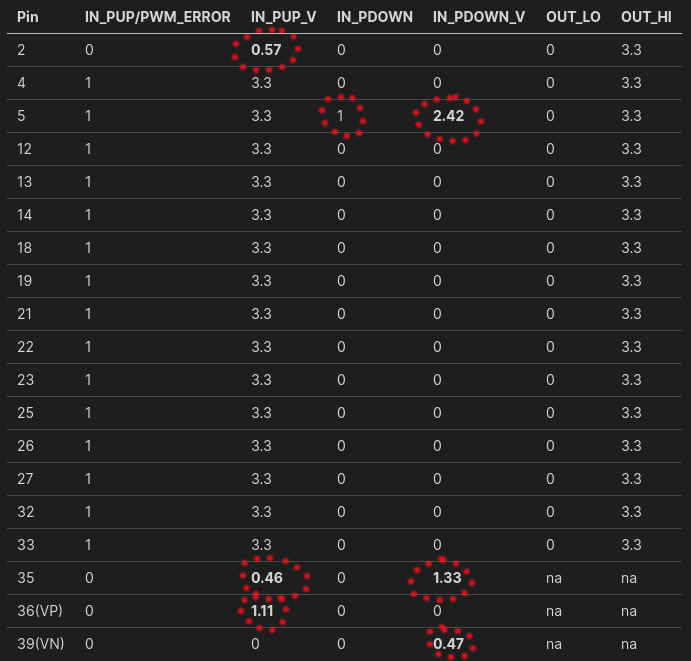 Pin IN_PUP/PWM_ERROR IN_PUP_V IN_PDOWN IN_PDOWN_V OUT_LO OUT_HI
2 0 0.57 0 0 0 3.3
4 1 3.3 0 0 0 3.3
5 1 3.3 1 2.42 0 3.3
12 1 3.3 0 0 0 3.3
13 1 3.3 0 0 0 3.3
14 1 3.3 0 0 0 3.3
18 1 3.3 0 0 0 3.3
19 1 3.3 0 0 0 3.3
21 1 3.3 0 0 0 3.3
22 1 3.3 0 0 0 3.3
23 1 3.3 0 0 0 3.3
25 1 3.3 0 0 0 3.3
26 1 3.3 0 0 0 3.3
27 1 3.3 0 0 0 3.3
32 1 3.3 0 0 0 3.3
33 1 3.3 0 0 0 3.3
35 0 0.46 0 1.33 na na
36(VP) 0 1.11 0 0 na na
39(VN) 0 0 0 0.47 na na